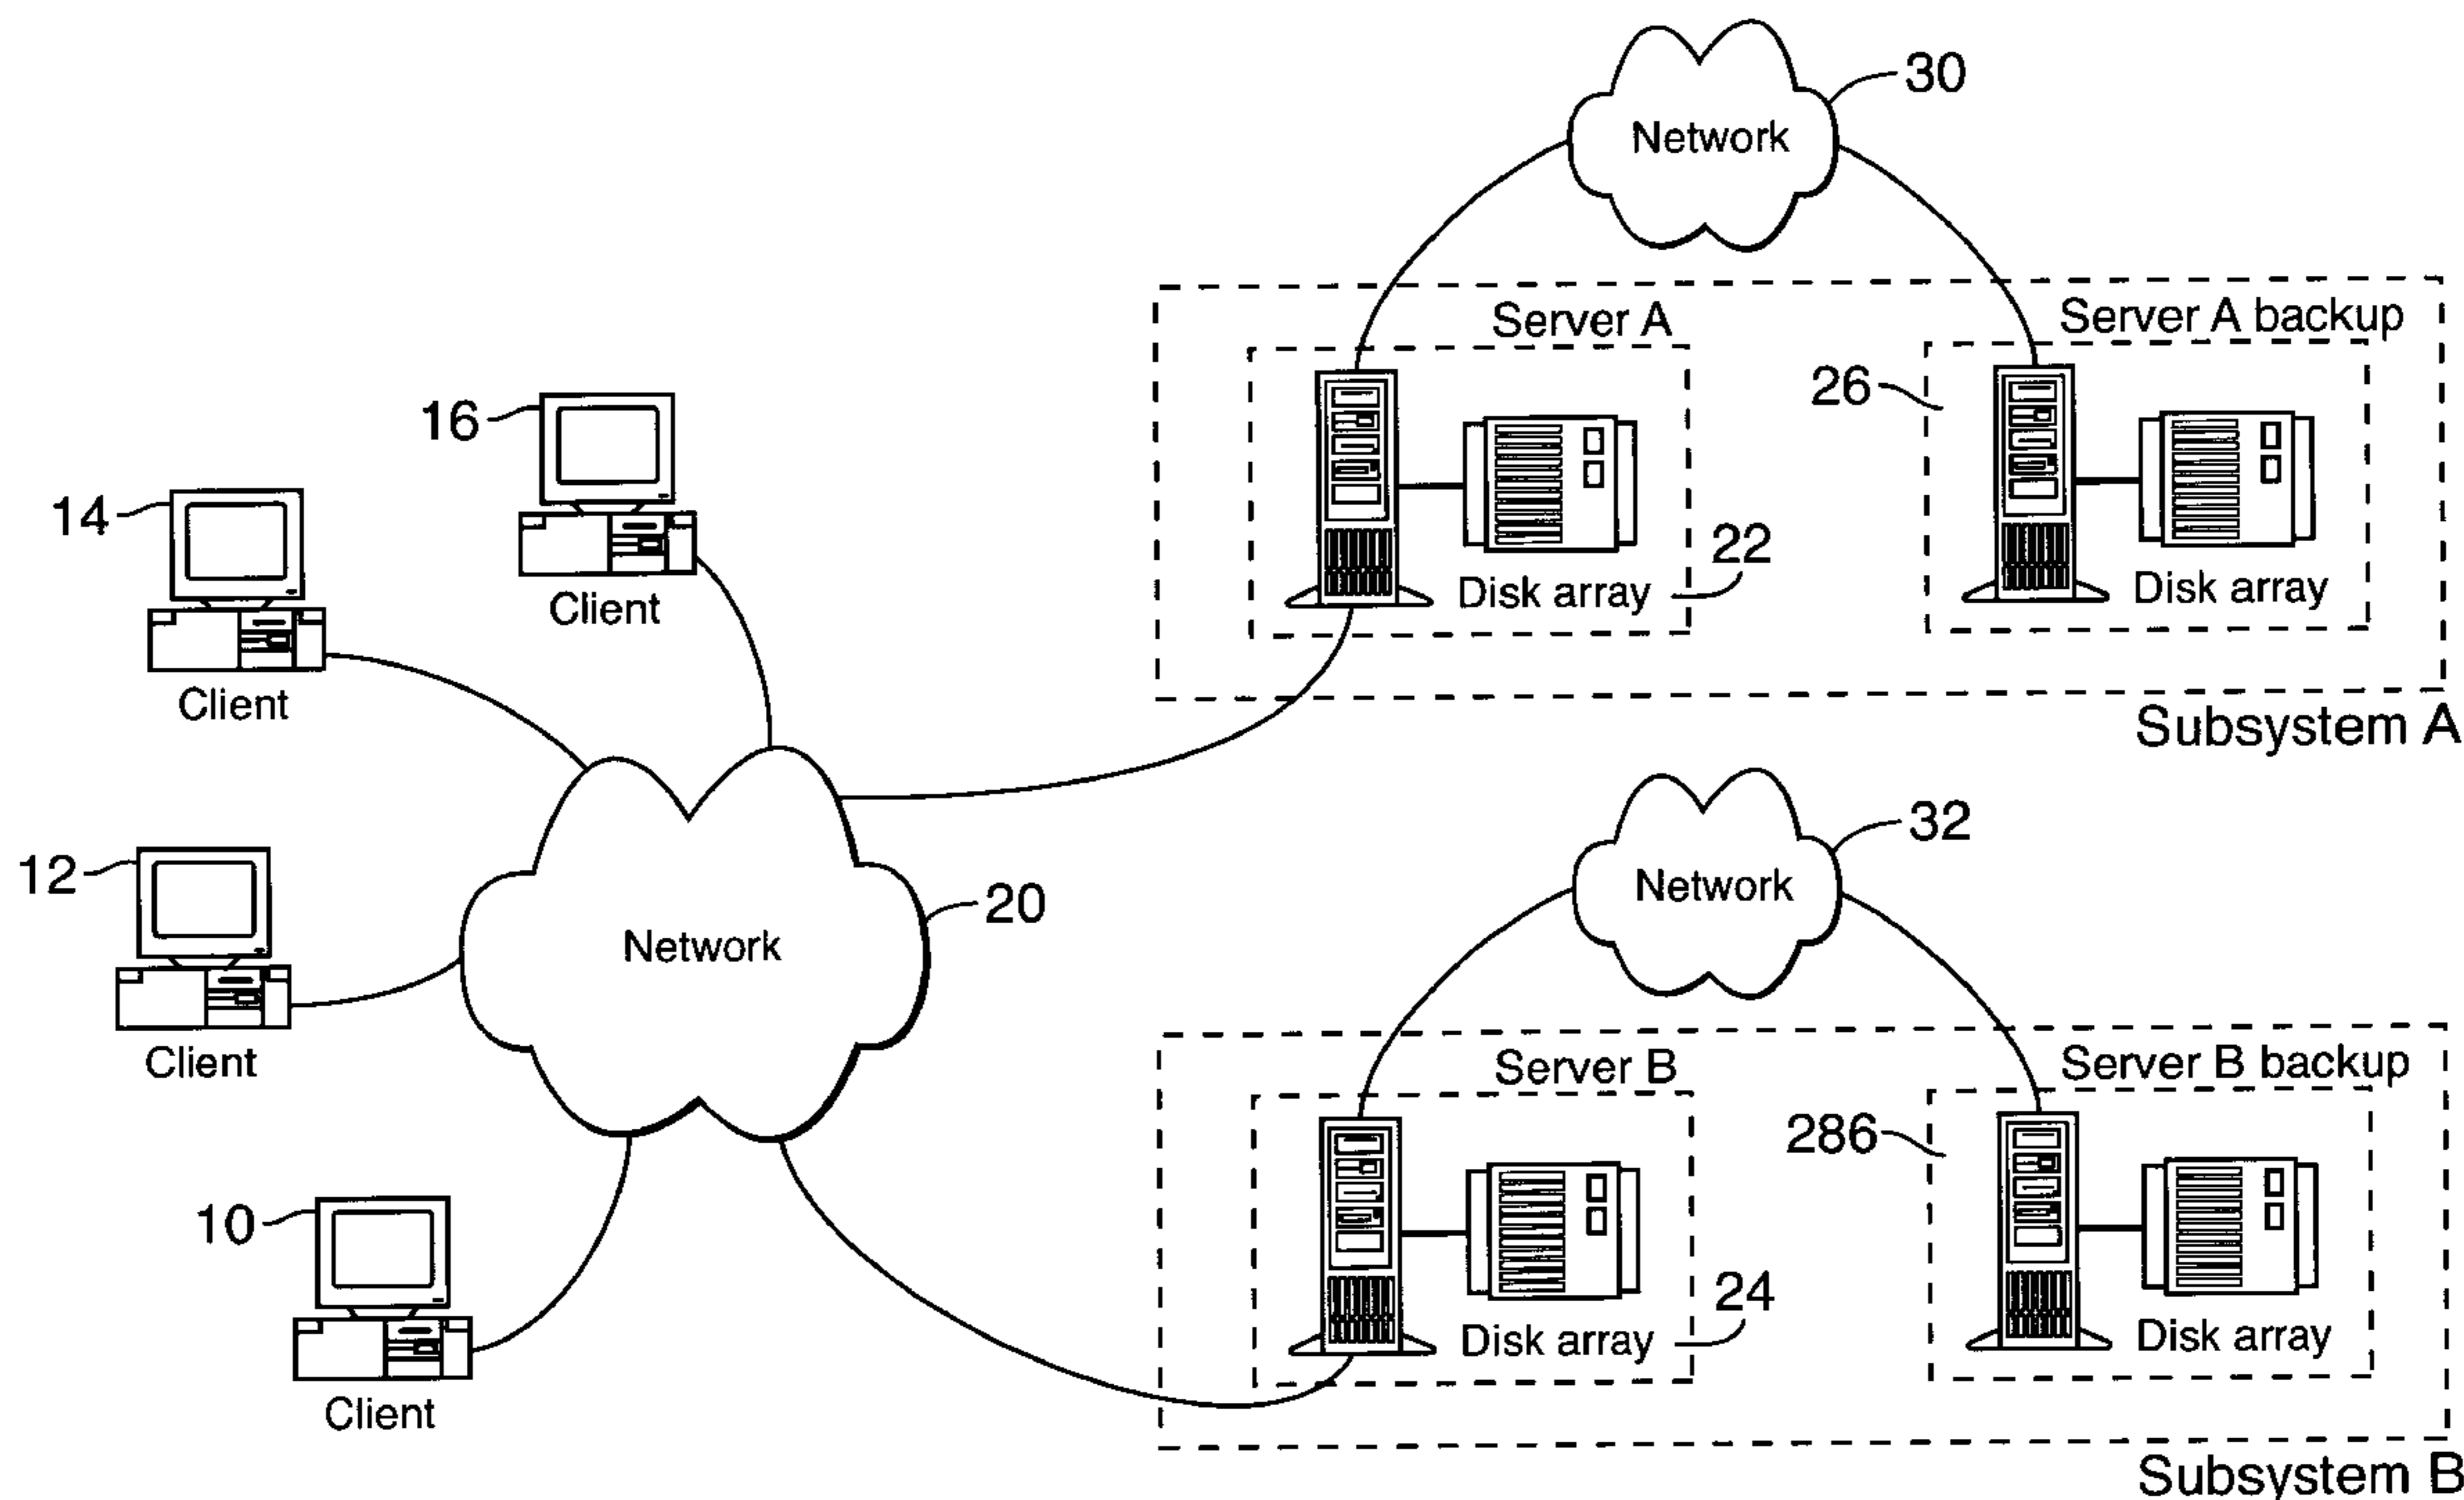 30
Network
Server A
Server A backup
26
16
14
22
Client
Disk array
Disk array
Client
Subsystem A
32
12
20
Network
Network
Client
Server B
Server B backup
286
10
24
Disk array
Disk array
Client
Subsystem B